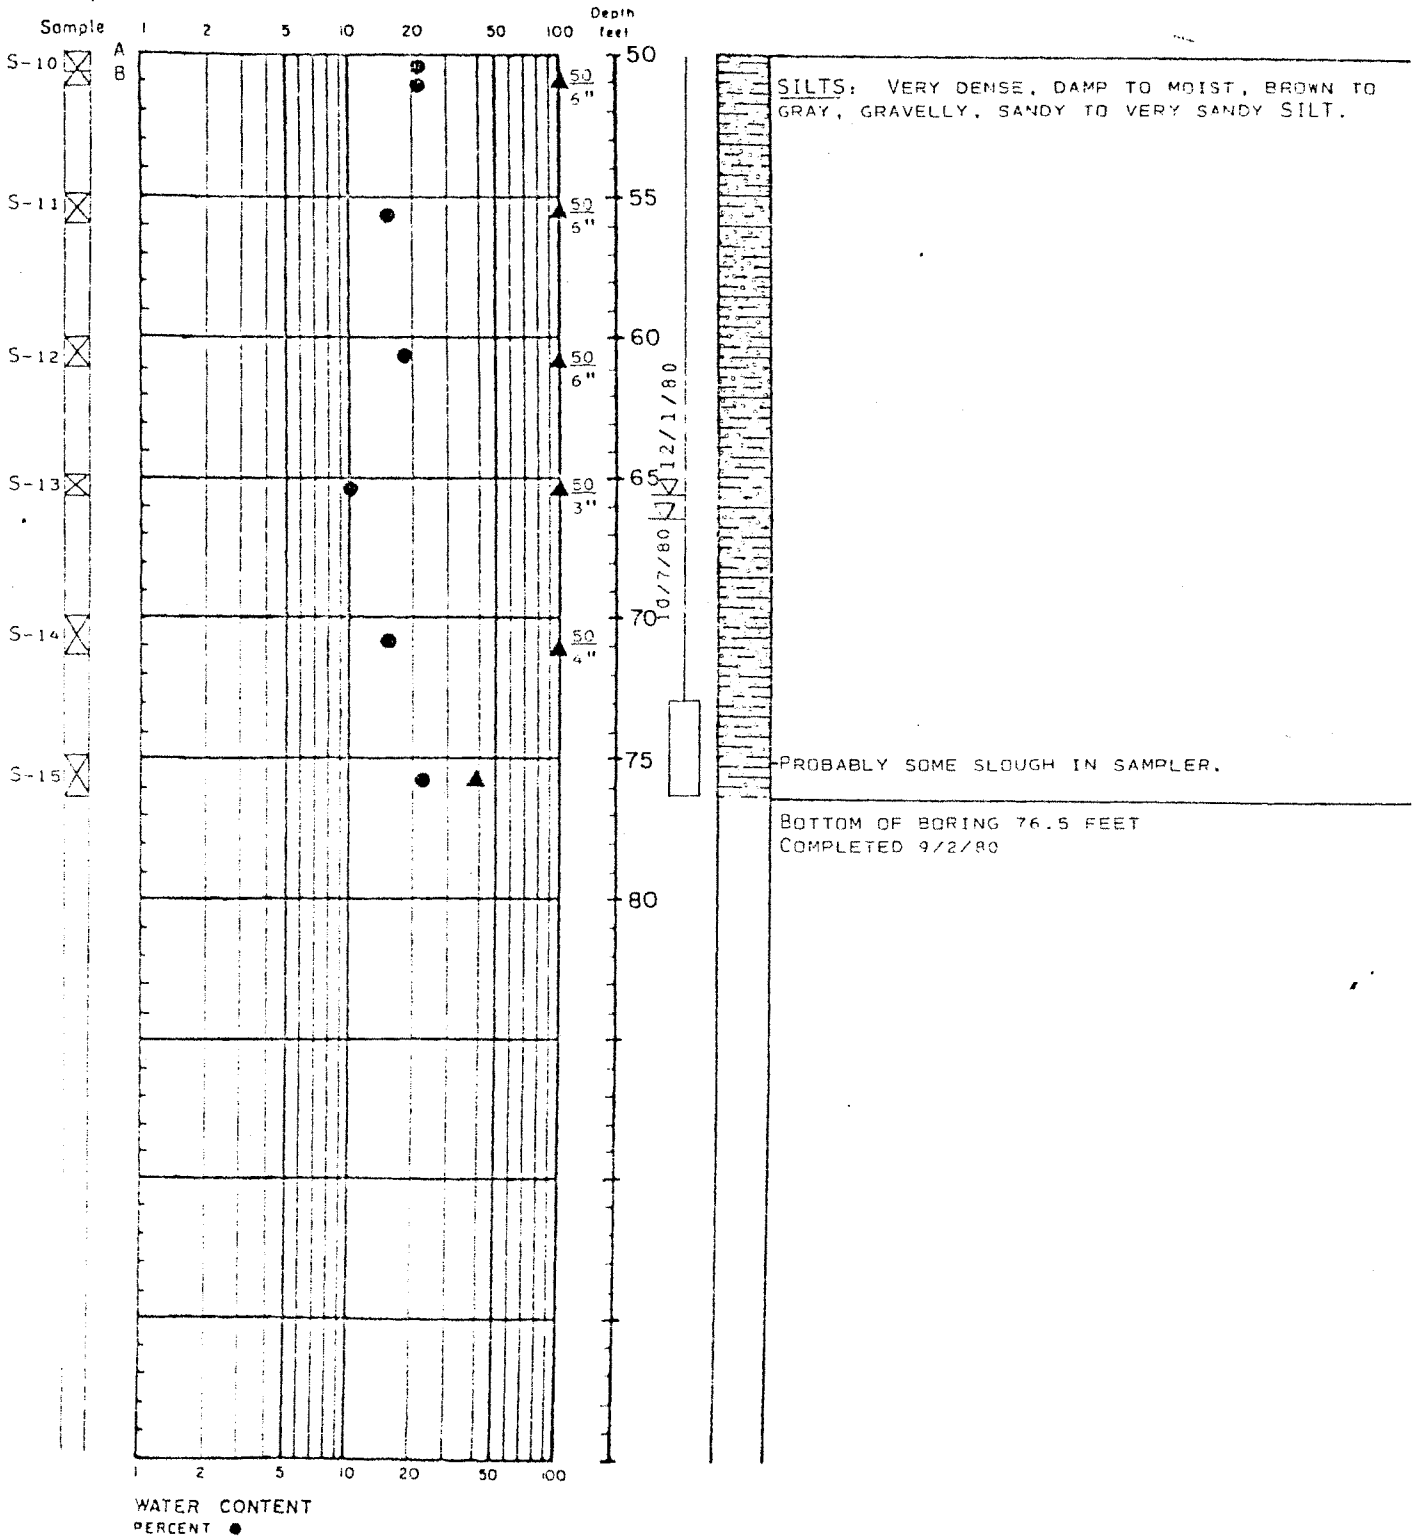 Depth
Sample 1 2 5 10 20 50 100 feet
A
S-10 B
50
50
6"
SILTS: VERY DENSE, DAMP TO MOIST, BROWN TO
GRAY, GRAVELLY, SANDY TO VERY SANDY SILT.
S-11
50
6"
55
60
S-12
50
6"
12/1/80
65
S-13
50
3"
10/7/80
70
S-14
50
4"
75
S-15
PROBABLY SOME SLOUGH IN SAMPLER.
BOTTOM OF BORING 76.5 FEET
COMPLETED 9/2/80
80
1 2 5 10 20 50 100
WATER CONTENT
PERCENT ●